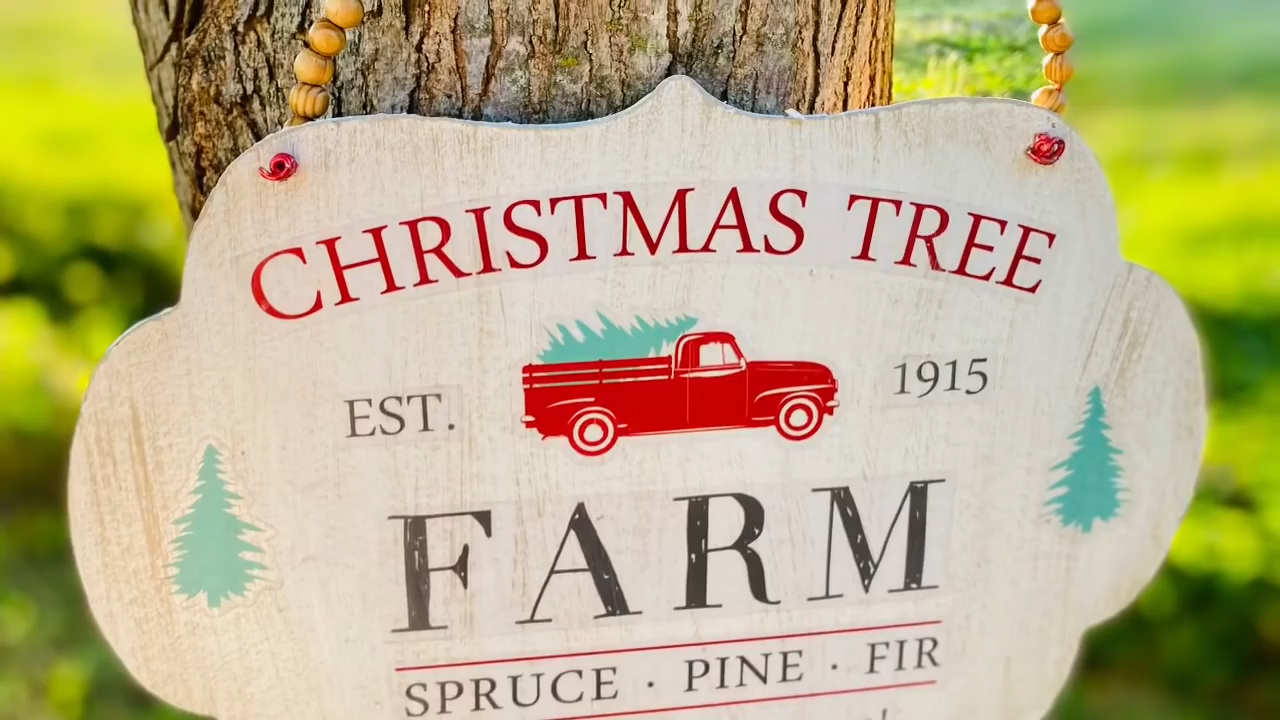 CHRISTMAS TREE
EST. 1915
FARM
SPRUCE · PINE · FIR